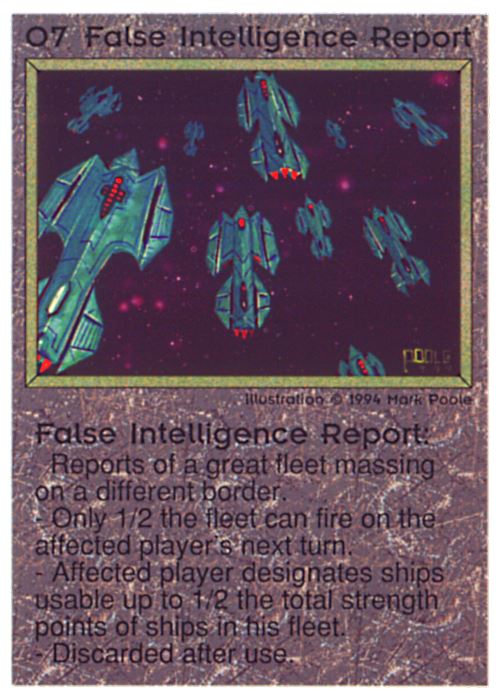 07 False Intelligence Report
POOLE
Illustration © 1994 Mark Poole
False Intelligence Report:
- Reports of a great fleet massing
on a different border.
- Only 1/2 the fleet can fire on the
affected player's next turn.
- Affected player designates ships
usable up to 1/2 the total strength
points of ships in his fleet.
- Discarded after use.